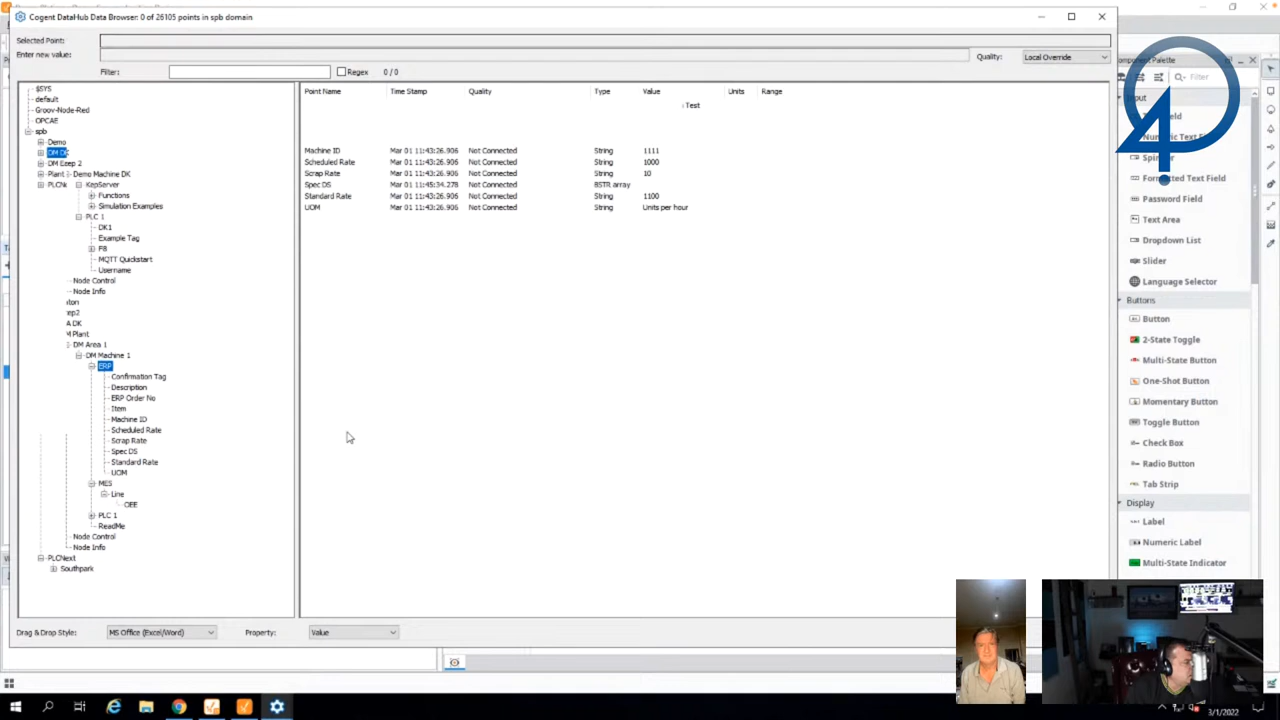 Cogent DataHub Data Browser: 0 of 26105 points in spb domain
Selected Point:
Enter new value:
Quality: Local Override
Filter:
Regex 0 / 0
$SYS
default
Groov-Node-Red
OPCAE
spb
Demo
DM D
DM Eeep 2
Plant Demo Machine DK
PLCN KepServer
Functions
Simulation Examples
PLC 1
DK1
Example Tag
F8
MQTT Quickstart
Username
Node Control
Node Info
A DK
Plant
DM Area 1
DM Machine 1
ERP
Confirmation Tag
Description
ERP Order No
Item
Machine ID
Scheduled Rate
Scrap Rate
Spec DS
Standard Rate
UOM
MES
Line
OEE
PLC 1
ReadMe
Node Control
Node Info
PLCNext
Southpark
Point Name Time Stamp Quality Type Value Units Range
Test
Machine ID Mar 01 11:43:26.906 Not Connected String 1111
Scheduled Rate Mar 01 11:43:26.906 Not Connected String 1000
Scrap Rate Mar 01 11:43:26.906 Not Connected String 10
Spec DS Mar 01 11:45:34.278 Not Connected BSTR array
Standard Rate Mar 01 11:43:26.906 Not Connected String 1100
UOM Mar 01 11:43:26.906 Not Connected String Units per hour
Drag & Drop Style: MS Office (Excel/Word) Property: Value
Palette
Filter
Input
Formatted Text Field
Password Field
Text Area
Dropdown List
Slider
Language Selector
Buttons
Button
2-State Toggle
Multi-State Button
One-Shot Button
Momentary Button
Toggle Button
Check Box
Radio Button
Tab Strip
Display
Label
Numeric Label
Multi-State Indicator
3/1/2022